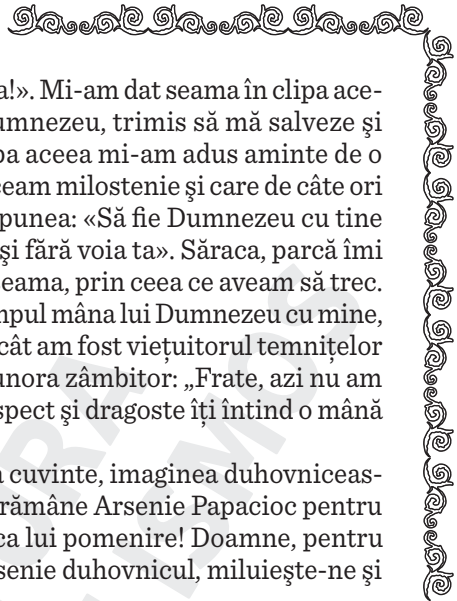 a!». Mi-am dat seama în clipa ace-
umnezeu, trimis să mă salveze şi
pa aceea mi-am adus aminte de o
ceam milostenie şi care de câte ori
spunea: «Să fie Dumnezeu cu tine
şi fără voia ta». Săraca, parcă îmi
seama, prin ceea ce aveam să trec.
mpul mâna lui Dumnezeu cu mine,
cât am fost vieţuitorul temniţelor
unora zâmbitor: „Frate, azi nu am
spect şi dragoste îţi întind o mână
a cuvinte, imaginea duhovniceas-
rămâne Arsenie Papacioc pentru
ca lui pomenire! Doamne, pentru
senie duhovnicul, miluieşte-ne şi
URA
ISMOS